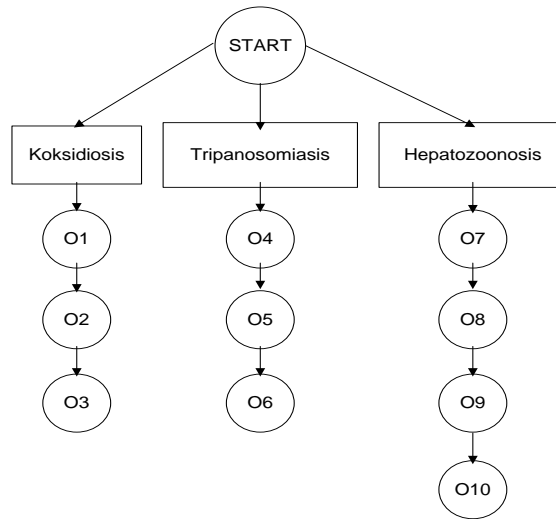 START
Koksidiosis
Tripanosomiasis
Hepatozoonosis
O1
O4
O7
O2
O5
O8
O3
O6
O9
O10